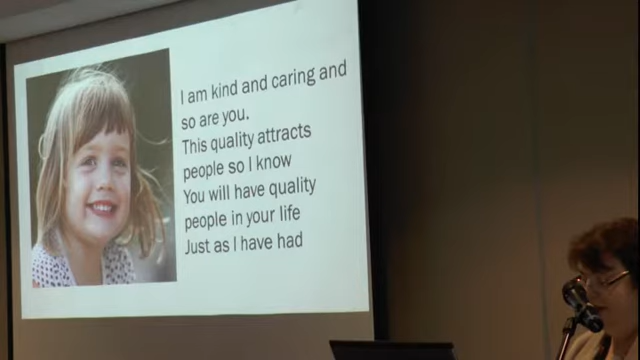 I am kind and caring and
so are you.
This quality attracts
people so I know
You will have quality
people in your life
Just as I have had